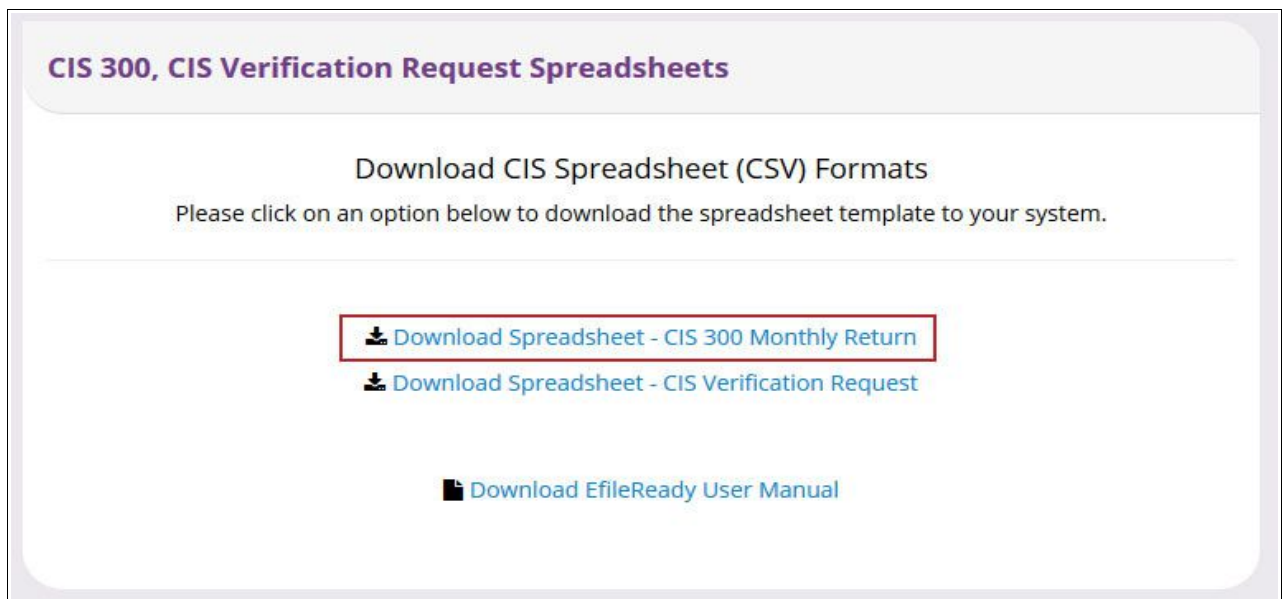 CIS 300, CIS Verification Request Spreadsheets
Download CIS Spreadsheet (CSV) Formats
Please click on an option below to download the spreadsheet template to your system.
Download Spreadsheet - CIS 300 Monthly Return
Download Spreadsheet - CIS Verification Request
Download EfileReady User Manual